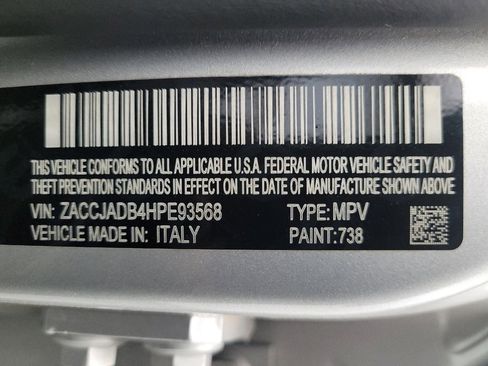 THIS VEHICLE CONFORMS TO ALL APPLICABLE U.S.A. FEDERAL MOTOR VEHICLE SAFETY AND
THEFT PREVENTION STANDARDS IN EFFECT ON THE DATE OF MANUFACTURE SHOWN ABOVE
VIN: ZACCJADB4HPE93568 TYPE: MPV
VEHICLE MADE IN: ITALY PAINT:738